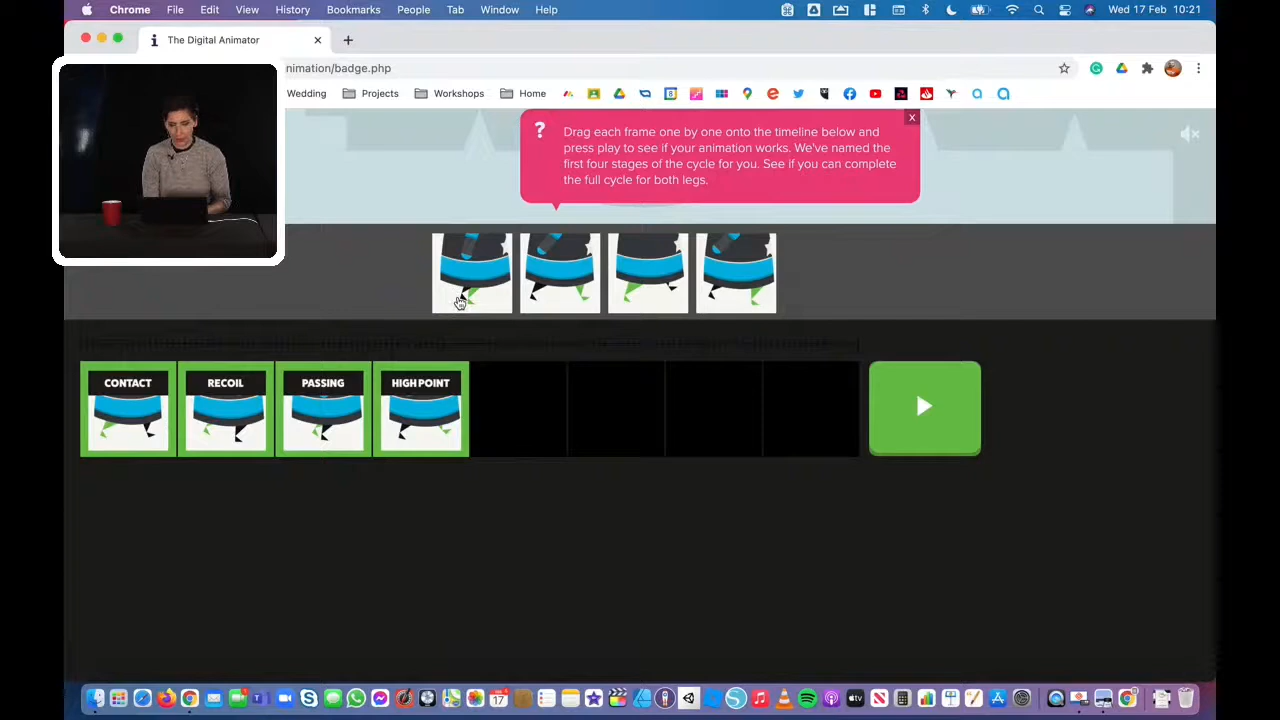 Chrome File Edit View History Bookmarks People Tab Window Help Wed 17 Feb 10:21
The Digital Animator
nimation/badge.php
Wedding Projects Workshops Home
? Drag each frame one by one onto the timeline below and X
press play to see if your animation works. We've named the
first four stages of the cycle for you. See if you can complete
the full cycle for both legs.
CONTACT RECOIL PASSING HIGH POINT